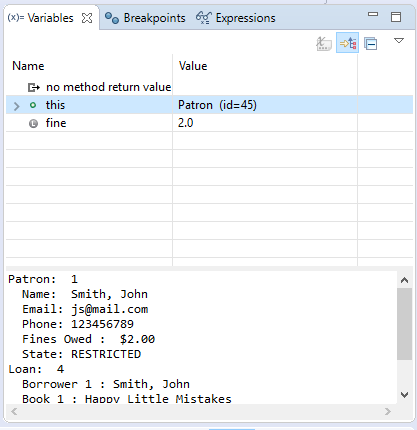 (x)= Variables Breakpoints Expressions
Name Value
no method return value
this Patron (id=45)
fine 2.0
Patron: 1
Name: Smith, John
Email: js@mail.com
Phone: 123456789
Fines Owed : $2.00
State: RESTRICTED
Loan: 4
Borrower 1 : Smith, John
Book 1 : Happy Little Mistakes